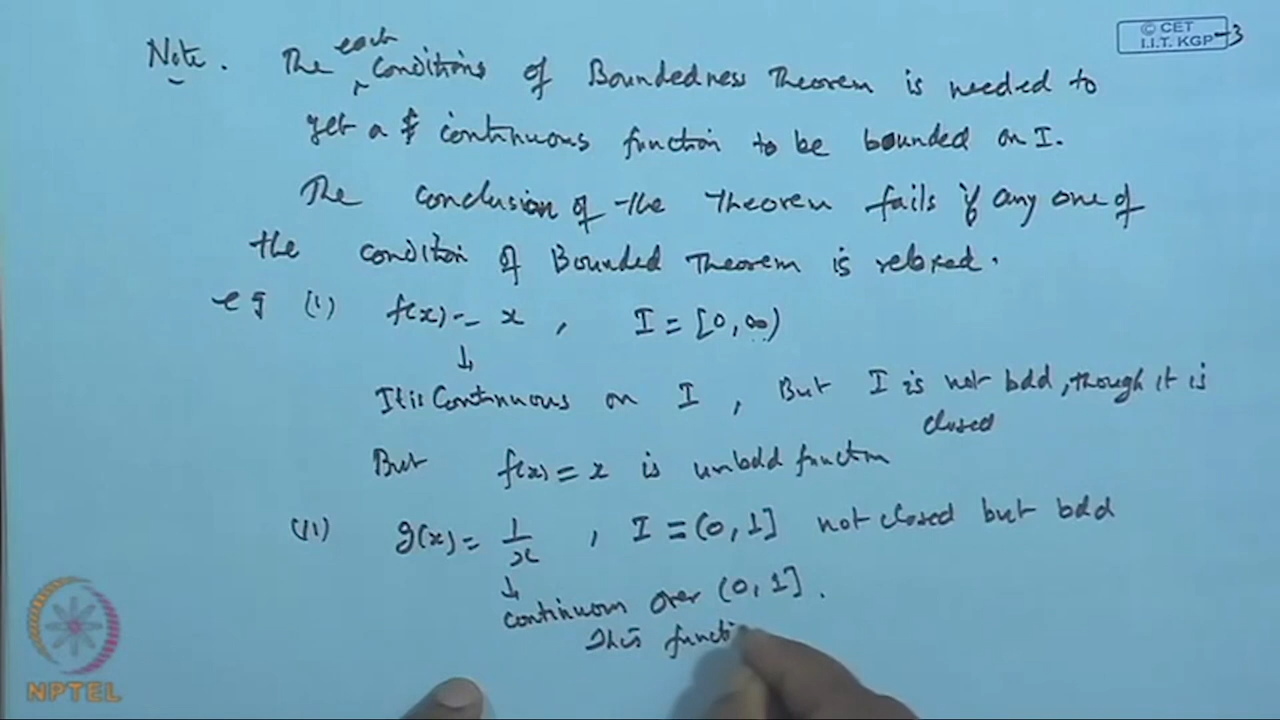 © CET
I.I.T. KGP -3
Note. The each conditions of Boundedness Theorem is needed to
get a continuous function to be bounded on I.
The conclusion of the Theorem fails if any one of
the condition of Bounded Theorem is relaxed.
eg (i) f(x) = x , I = [0, ∞)
↓
It is Continuous on I , But I is not bdd, though it is
closed
But f(x) = x is unbdd function
(ii) g(x) = 1/x , I = (0, 1] not closed but bdd
↓
continuous over (0, 1].
This functi
NPTEL